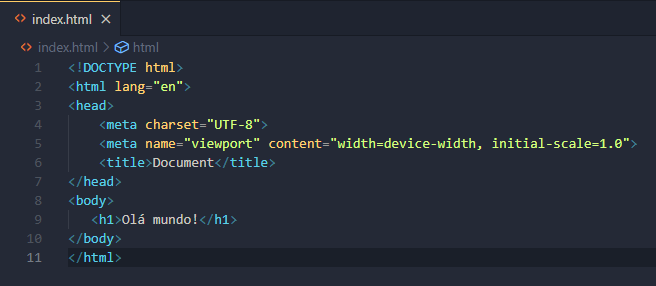 index.html ×
index.html > html
1 <!DOCTYPE html>
2 <html lang="en">
3 <head>
4     <meta charset="UTF-8">
5     <meta name="viewport" content="width=device-width, initial-scale=1.0">
6     <title>Document</title>
7 </head>
8 <body>
9    <h1>Olá mundo!</h1>
10 </body>
11 </html>